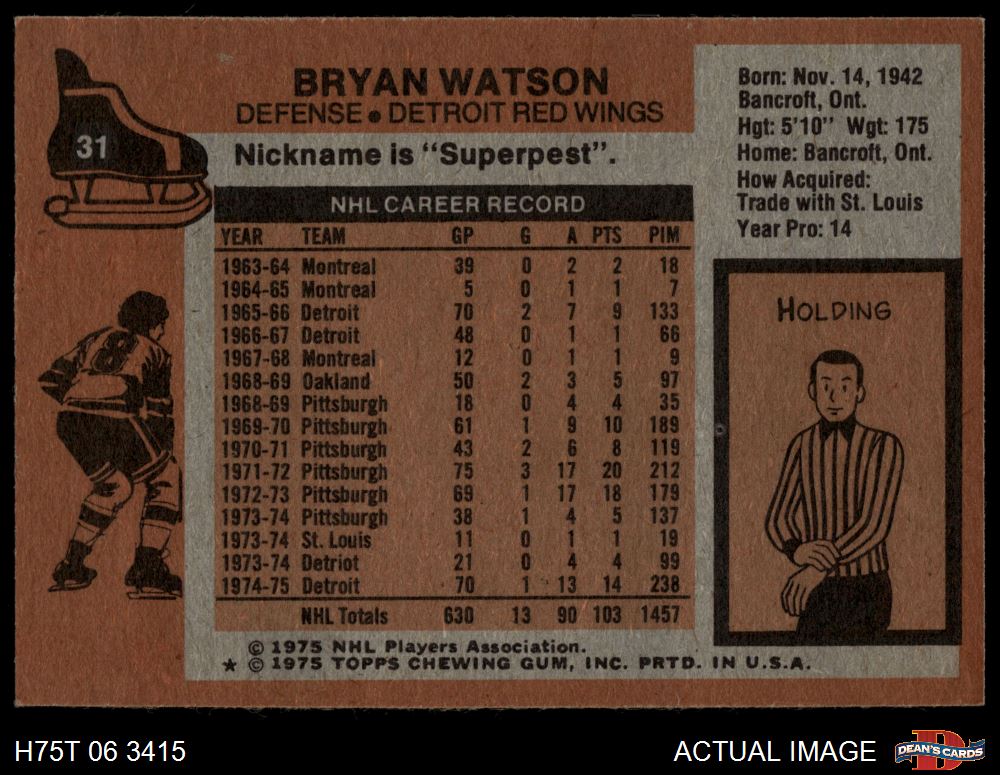 31
BRYAN WATSON
DEFENSE • DETROIT RED WINGS
Nickname is "Superpest".
NHL CAREER RECORD
YEAR TEAM GP G A PTS PIM
1963-64 Montreal 39 0 2 2 18
1964-65 Montreal 5 0 1 1 7
1965-66 Detroit 70 2 7 9 133
1966-67 Detroit 48 0 1 1 66
1967-68 Montreal 12 0 1 1 9
1968-69 Oakland 50 2 3 5 97
1968-69 Pittsburgh 18 0 4 4 35
1969-70 Pittsburgh 61 1 9 10 189
1970-71 Pittsburgh 43 2 6 8 119
1971-72 Pittsburgh 75 3 17 20 212
1972-73 Pittsburgh 69 1 17 18 179
1973-74 Pittsburgh 38 1 4 5 137
1973-74 St. Louis 11 0 1 1 19
1973-74 Detriot 21 0 4 4 99
1974-75 Detroit 70 1 13 14 238
NHL Totals 630 13 90 103 1457
© 1975 NHL Players Association.
★ © 1975 TOPPS CHEWING GUM, INC. PRTD. IN U.S.A.
Born: Nov. 14, 1942
Bancroft, Ont.
Hgt: 5'10" Wgt: 175
Home: Bancroft, Ont.
How Acquired:
Trade with St. Louis
Year Pro: 14
HOLDING
H75T 06 3415
ACTUAL IMAGE
D
DEAN'S CARDS